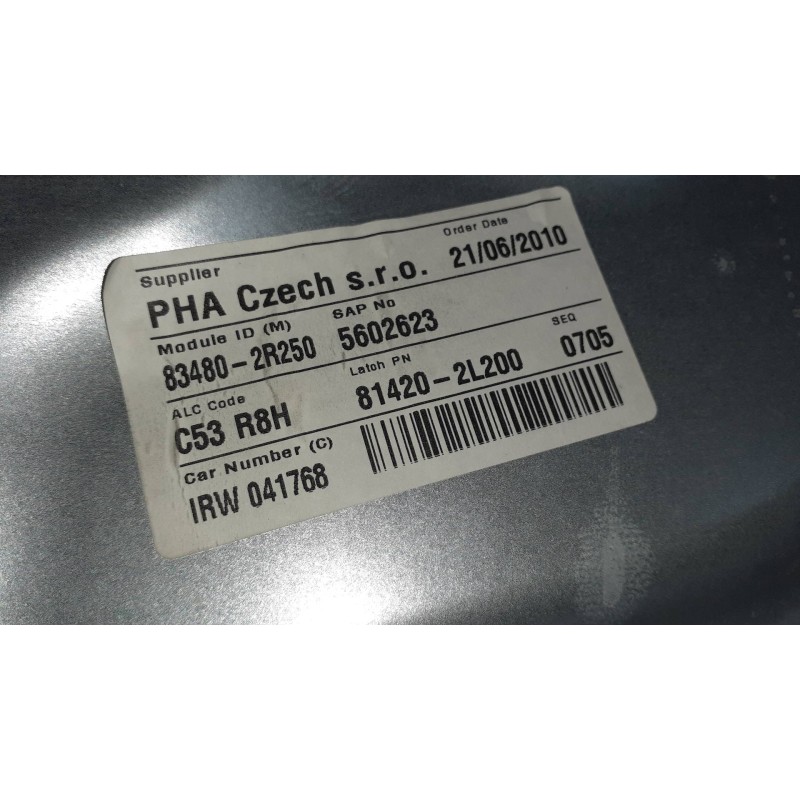 Supplier
Order Date
PHA Czech s.r.o. 21/06/2010
Module ID (M) SAP No
83480-2R250 5602623
SEQ
ALC Code Latch PN
C53 R8H 81420-2L200 0705
Car Number (C)
IRW 041768